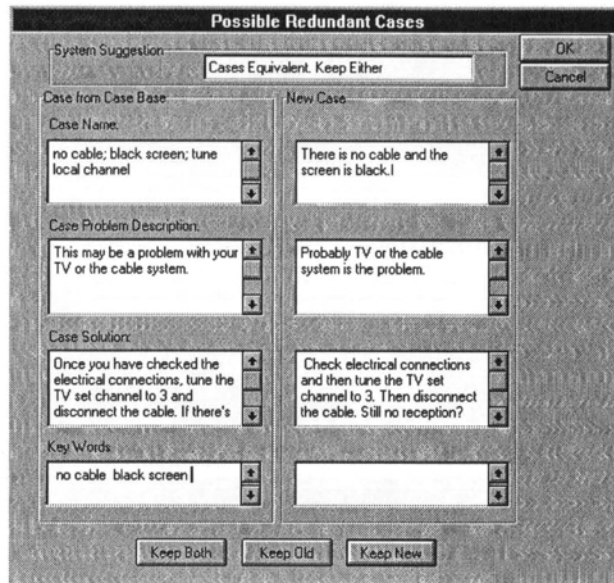 Possible Redundant Cases
System Suggestion
Cases Equivalent. Keep Either
OK
Cancel
Case from Case Base:
Case Name:
no cable; black screen; tune
local channel
Case Problem Description:
This may be a problem with your
TV or the cable system.
Case Solution:
Once you have checked the
electrical connections, tune the
TV set channel to 3 and
disconnect the cable. If there's
Key Words
no cable black screen
New Case
There is no cable and the
screen is black.
Probably TV or the cable
system is the problem.
Check electrical connections
and then tune the TV set
channel to 3. Then disconnect
the cable. Still no reception?
Keep Both
Keep Old
Keep New